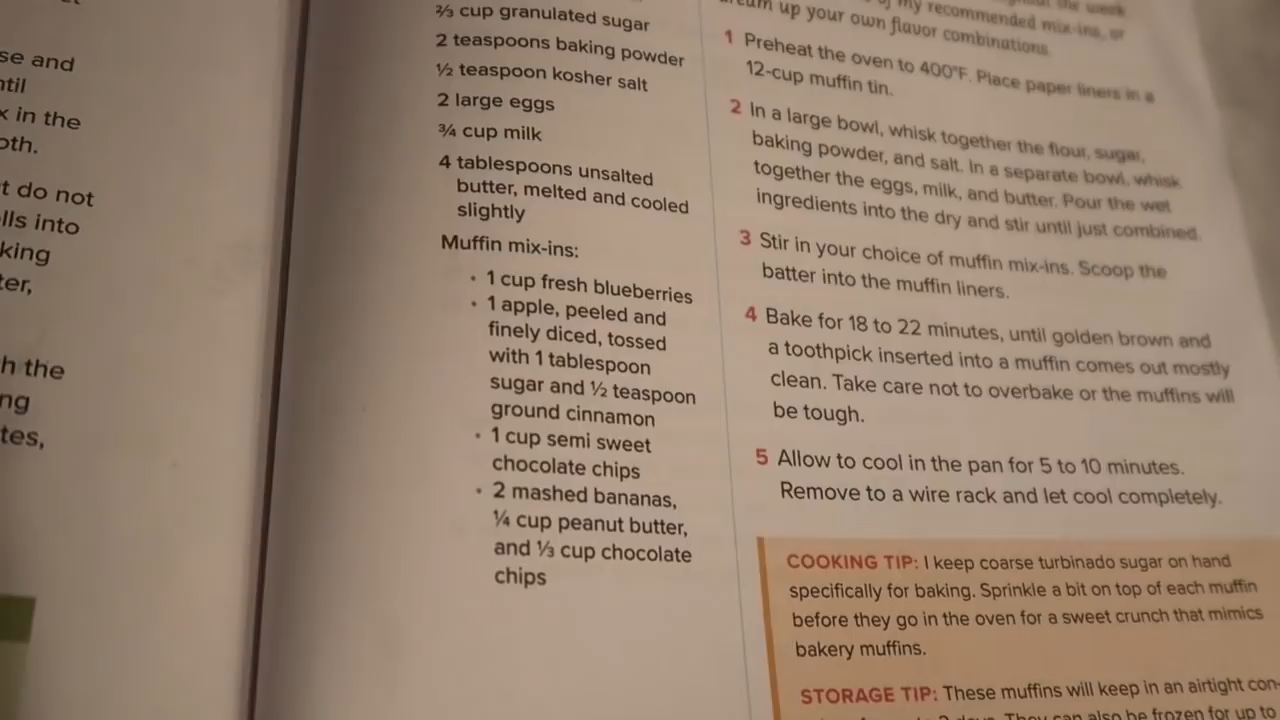 se and
ntil
x in the
oth.
t do not
lls into
king
ter,
h the
ng
tes,
⅔ cup granulated sugar
2 teaspoons baking powder
½ teaspoon kosher salt
2 large eggs
¾ cup milk
4 tablespoons unsalted
butter, melted and cooled
slightly
Muffin mix-ins:
• 1 cup fresh blueberries
• 1 apple, peeled and
finely diced, tossed
with 1 tablespoon
sugar and ½ teaspoon
ground cinnamon
• 1 cup semi sweet
chocolate chips
• 2 mashed bananas,
¼ cup peanut butter,
and ⅓ cup chocolate
chips
the week
of my recommended mix-ins, or
up your own flavor combinations.
1 Preheat the oven to 400°F. Place paper liners in a
12-cup muffin tin.
2 In a large bowl, whisk together the flour, sugar,
baking powder, and salt. In a separate bowl, whisk
together the eggs, milk, and butter. Pour the wet
ingredients into the dry and stir until just combined.
3 Stir in your choice of muffin mix-ins. Scoop the
batter into the muffin liners.
4 Bake for 18 to 22 minutes, until golden brown and
a toothpick inserted into a muffin comes out mostly
clean. Take care not to overbake or the muffins will
be tough.
5 Allow to cool in the pan for 5 to 10 minutes.
Remove to a wire rack and let cool completely.
COOKING TIP: I keep coarse turbinado sugar on hand
specifically for baking. Sprinkle a bit on top of each muffin
before they go in the oven for a sweet crunch that mimics
bakery muffins.
STORAGE TIP: These muffins will keep in an airtight con-
days. They can also be frozen for up to